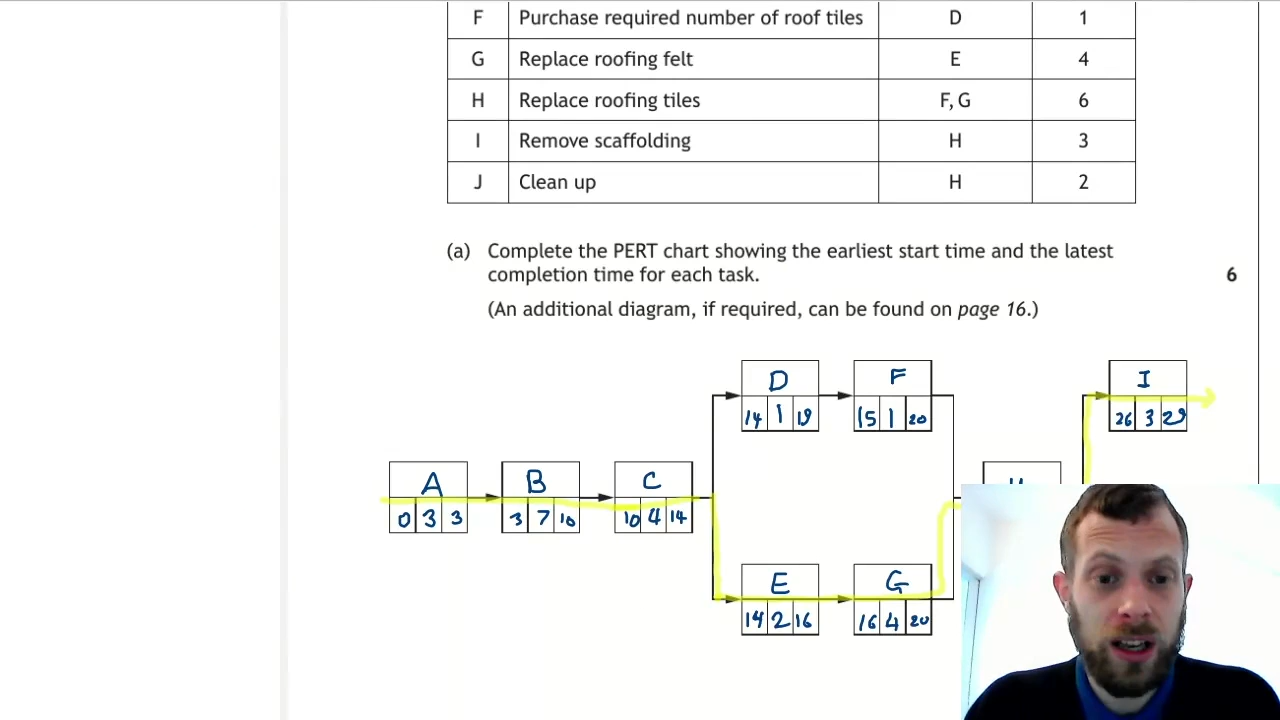 F Purchase required number of roof tiles D 1
G Replace roofing felt E 4
H Replace roofing tiles F, G 6
I Remove scaffolding H 3
J Clean up H 2
(a) Complete the PERT chart showing the earliest start time and the latest
completion time for each task.
6
(An additional diagram, if required, can be found on page 16.)
D F I
14 1 19 15 1 20 26 3 29
A B C
0 3 3 3 7 10 10 4 14
E G
14 2 16 16 4 20